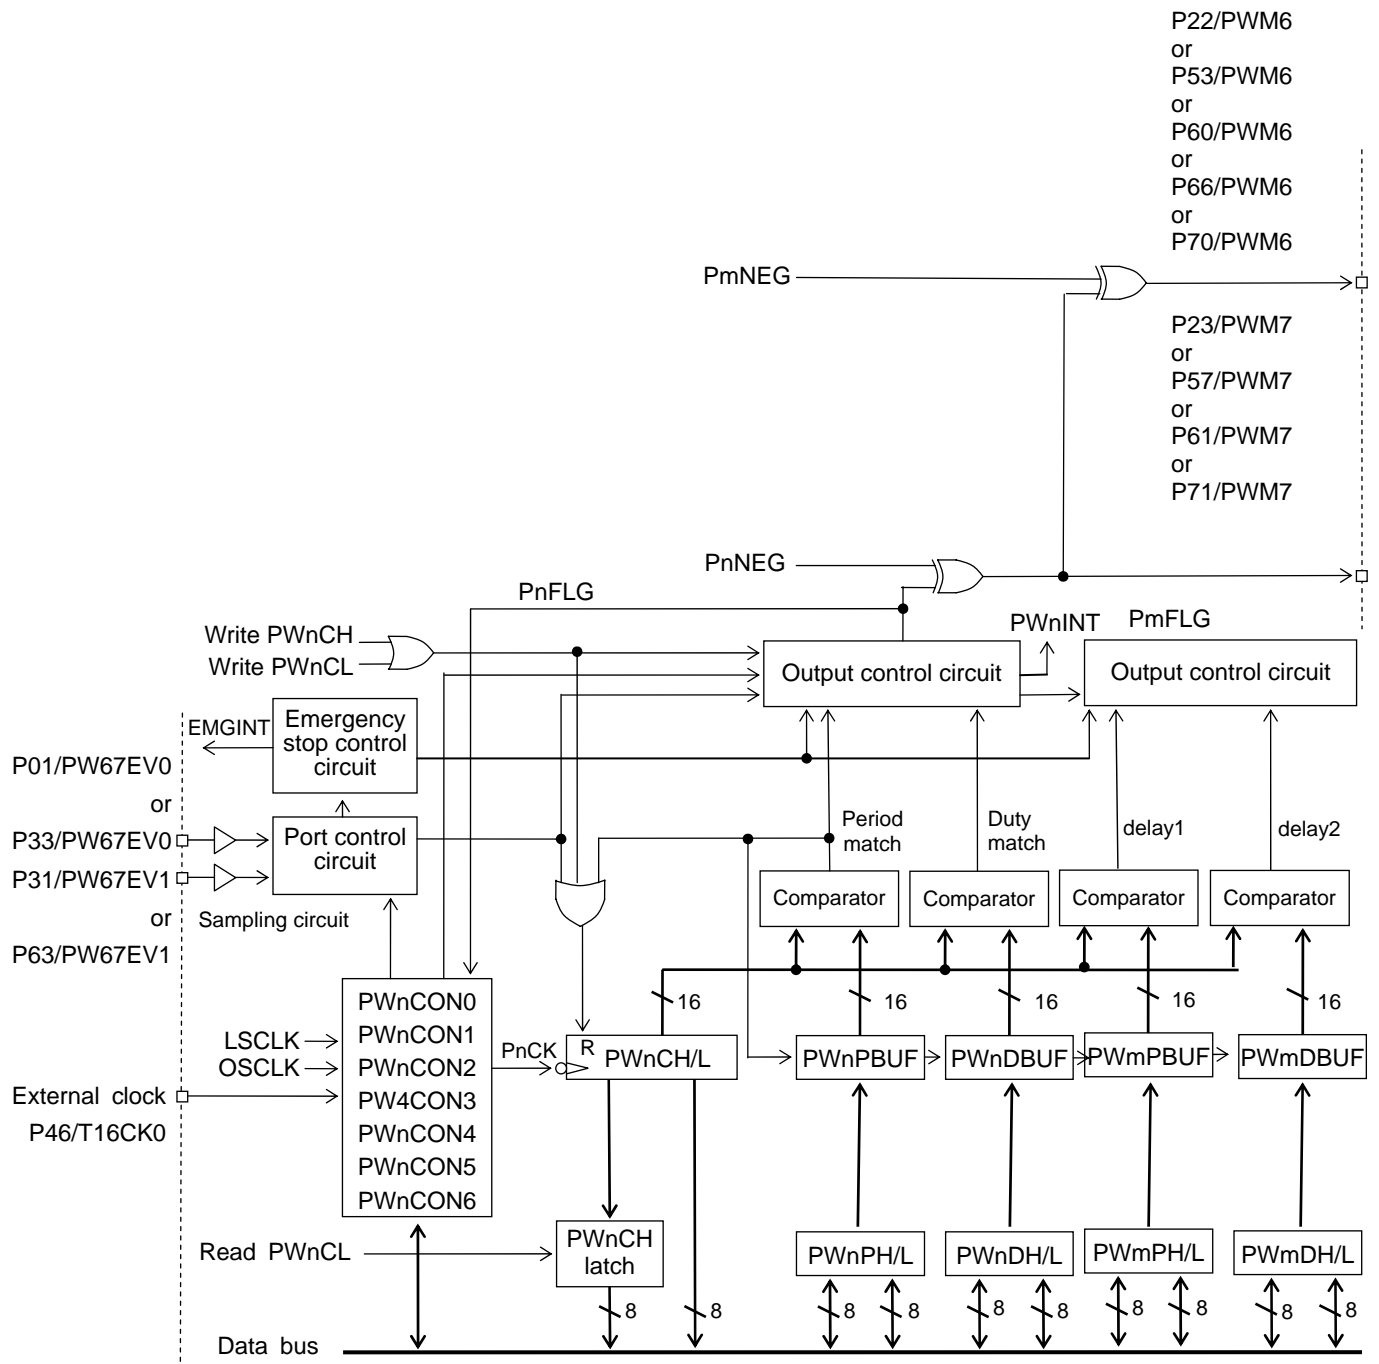 P22/PWM6
or
P53/PWM6
or
P60/PWM6
or
P66/PWM6
or
P70/PWM6
PmNEG
P23/PWM7
or
P57/PWM7
or
P61/PWM7
or
P71/PWM7
PnNEG
PnFLG
PWnINT
PmFLG
Write PWnCH
Write PWnCL
Output control circuit
Output control circuit
EMGINT
Emergency
stop control
circuit
P01/PW67EV0
or
P33/PW67EV0
P31/PW67EV1
or
P63/PW67EV1
Port control
circuit
Sampling circuit
Period
match
Duty
match
delay1
delay2
Comparator
Comparator
Comparator
Comparator
16
16
16
16
16
PWnCON0
PWnCON1
PWnCON2
PW4CON3
PWnCON4
PWnCON5
PWnCON6
LSCLK
OSCLK
External clock
P46/T16CK0
PnCK
R
PWnCH/L
PWnPBUF
PWnDBUF
PWmPBUF
PWmDBUF
Read PWnCL
PWnCH
latch
PWnPH/L
PWnDH/L
PWmPH/L
PWmDH/L
8
8
8
8
8
8
8
8
8
8
Data bus